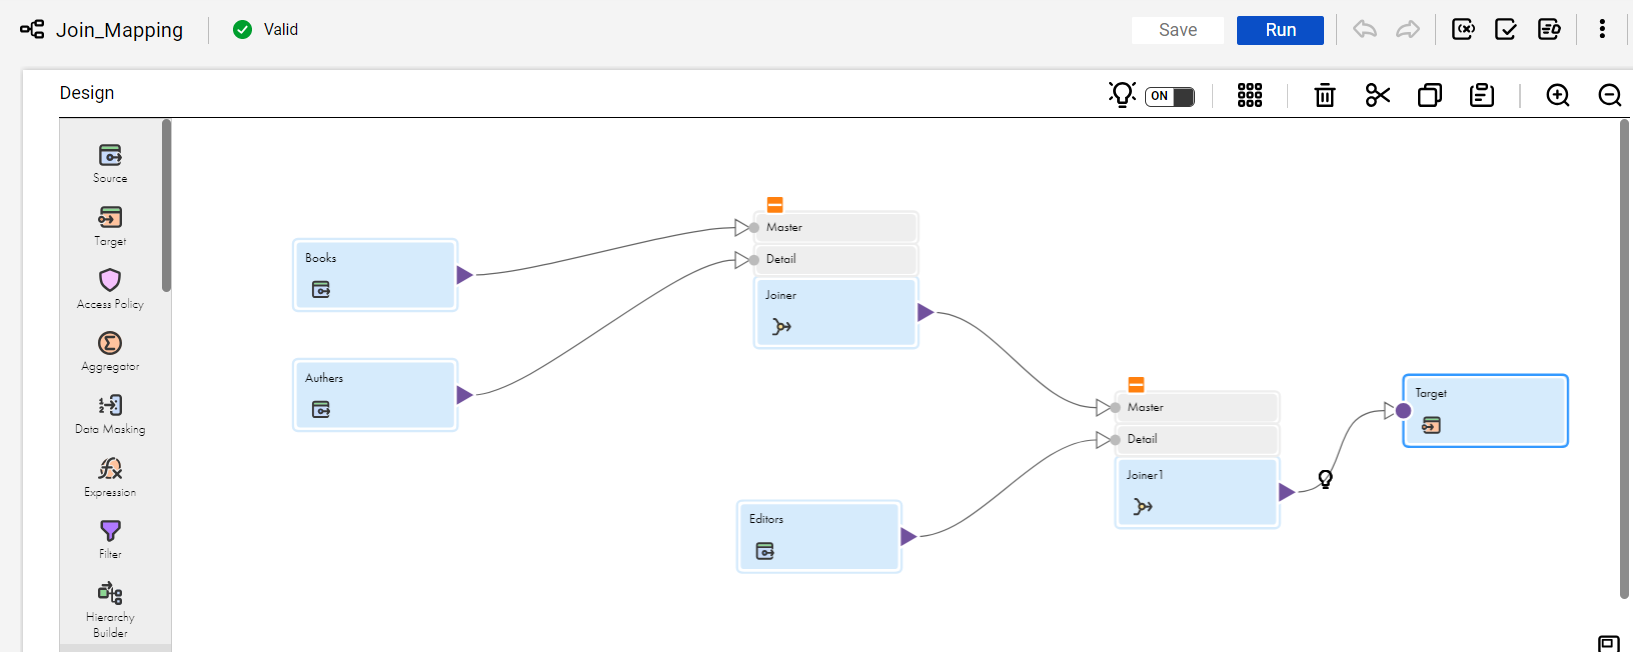 Join_Mapping
Valid
Save
Run
Design
ON
Source
Target
Access Policy
Aggregator
Data Masking
Expression
Filter
Hierarchy
Builder
Books
Authers
Master
Detail
Joiner
Editors
Master
Detail
Joiner1
Target